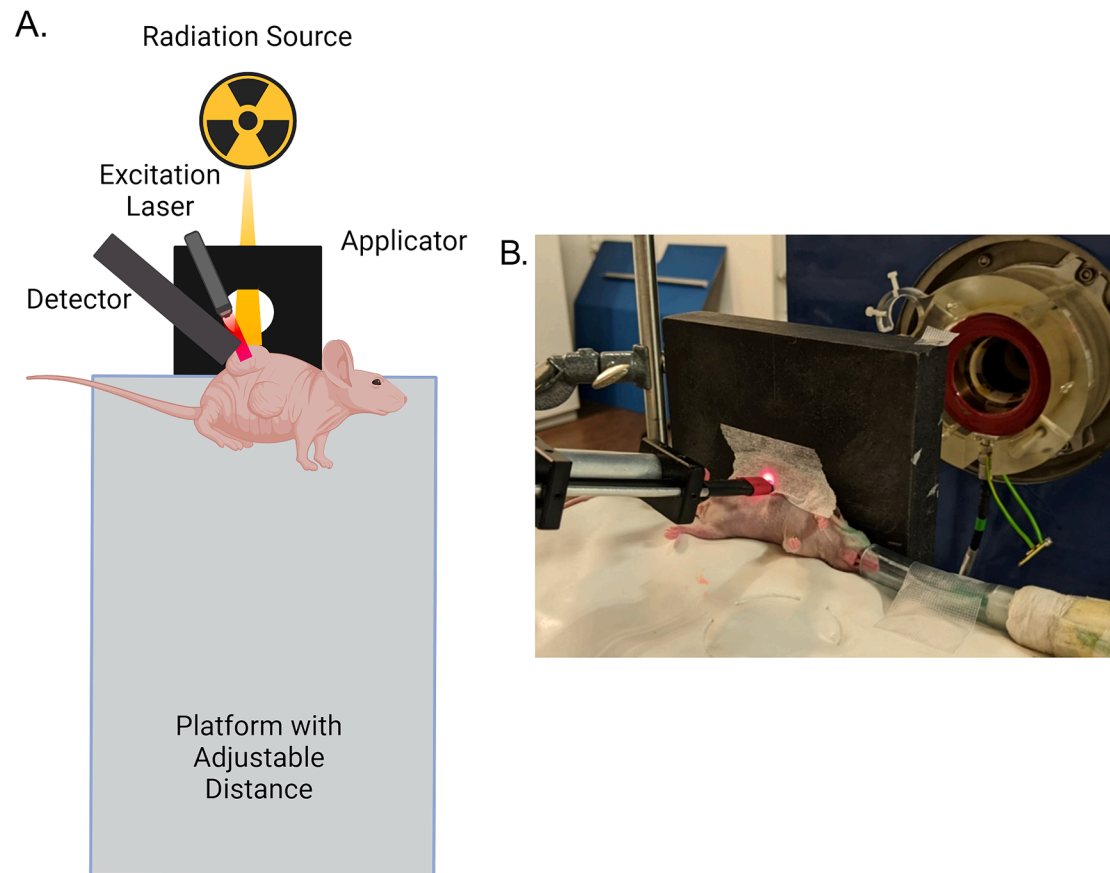 A.
Radiation Source
Excitation
Laser
Applicator
Detector
B.
Platform with
Adjustable
Distance